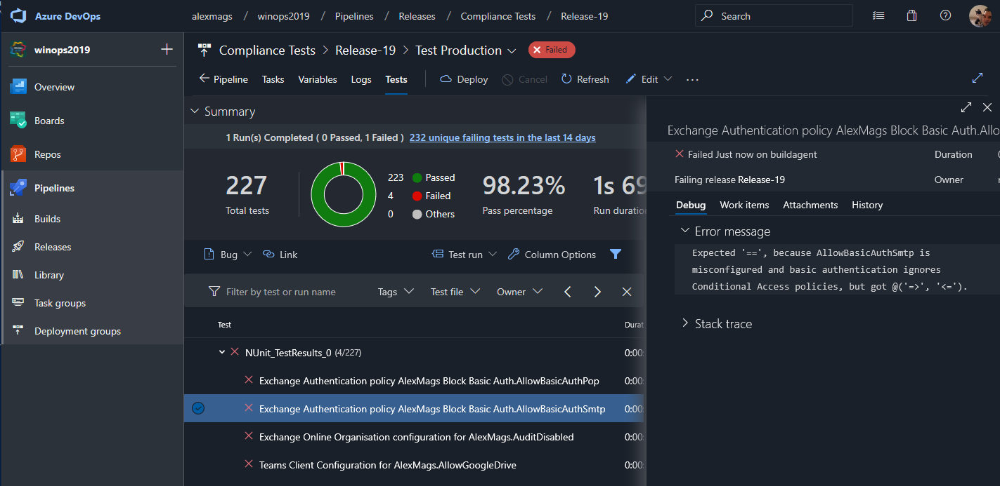 Azure DevOps
alexmags / winops2019 / Pipelines / Releases / Compliance Tests / Release-19
Search
winops2019
Overview
Boards
Repos
Pipelines
Builds
Releases
Library
Task groups
Deployment groups
Compliance Tests > Release-19 > Test Production
Failed
Pipeline Tasks Variables Logs Tests Deploy Cancel Refresh Edit ...
Summary
1 Run(s) Completed ( 0 Passed, 1 Failed ) 232 unique failing tests in the last 14 days
227
Total tests
223 Passed
4 Failed
0 Others
98.23%
Pass percentage
1s 69
Run duratio
Bug Link Test run Column Options
Filter by test or run name Tags Test file Owner
Test Durat
NUnit_TestResults_0 (4/227) 0:00:
Exchange Authentication policy AlexMags Block Basic Auth.AllowBasicAuthPop 0:00:
Exchange Authentication policy AlexMags Block Basic Auth.AllowBasicAuthSmtp 0:00:
Exchange Online Organisation configuration for AlexMags.AuditDisabled 0:00:
Teams Client Configuration for AlexMags.AllowGoogleDrive 0:00:
Exchange Authentication policy AlexMags Block Basic Auth.Allo
Failed Just now on buildagent Duration
Failing release Release-19 Owner
Debug Work items Attachments History
Error message
Expected '==', because AllowBasicAuthSmtp is
misconfigured and basic authentication ignores
Conditional Access policies, but got @('=>', '<=').
Stack trace